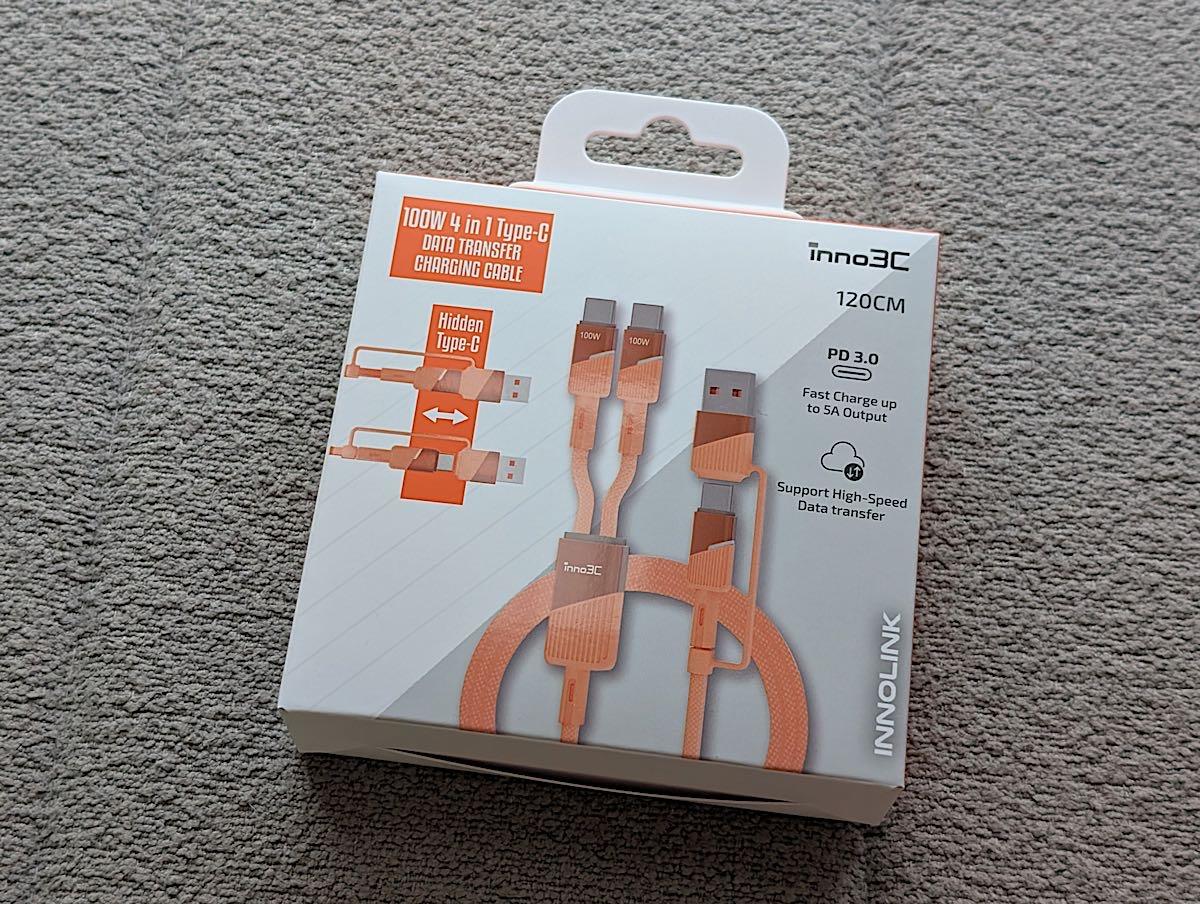 100W 4 in 1 Type-C
DATA TRANSFER
CHARGING CABLE
inno3C
120CM
Hidden
Type-C
100W
100W
PD 3.0
Fast Charge up
to 5A Output
Support High-Speed
Data transfer
inno3C
INNOLINK